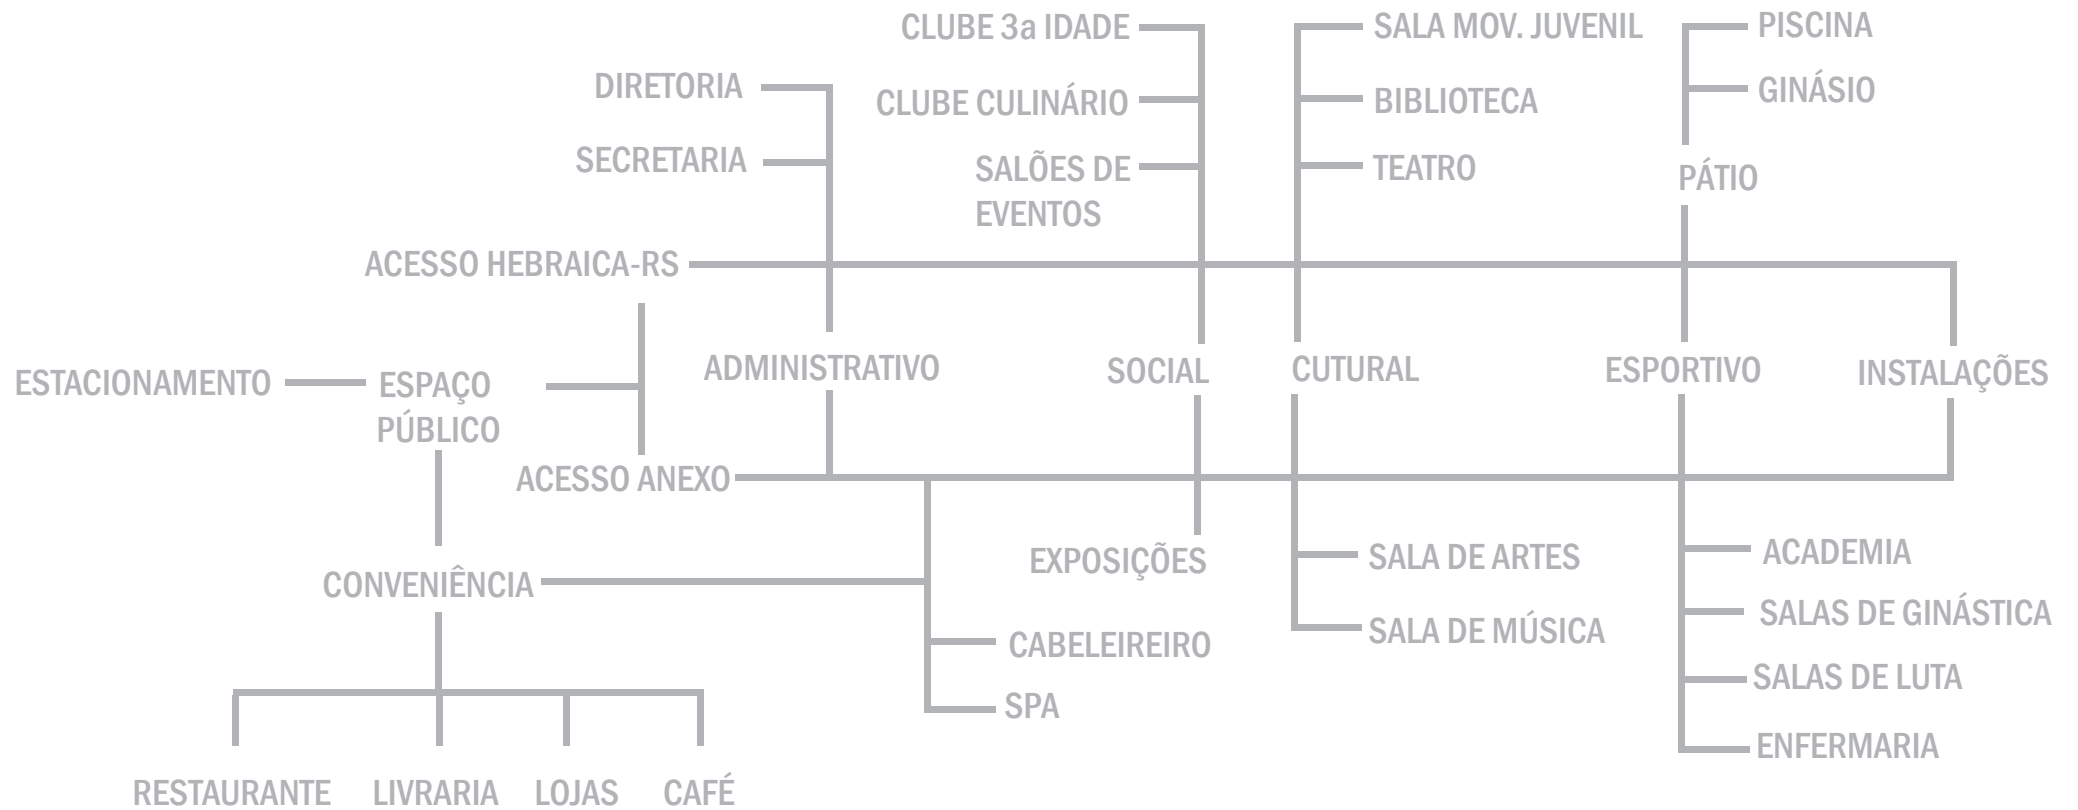 CLUBE 3a IDADE
SALA MOV. JUVENIL
PISCINA
DIRETORIA
CLUBE CULINÁRIO
BIBLIOTECA
GINÁSIO
SECRETARIA
SALÕES DE
EVENTOS
TEATRO
PÁTIO
ACESSO HEBRAICA-RS
ESTACIONAMENTO
ESPAÇO
PÚBLICO
ADMINISTRATIVO
SOCIAL
CUTURAL
ESPORTIVO
INSTALAÇÕES
ACESSO ANEXO
CONVENIÊNCIA
EXPOSIÇÕES
SALA DE ARTES
ACADEMIA
CABELEIREIRO
SALA DE MÚSICA
SALAS DE GINÁSTICA
SPA
SALAS DE LUTA
ENFERMARIA
RESTAURANTE
LIVRARIA
LOJAS
CAFÉ